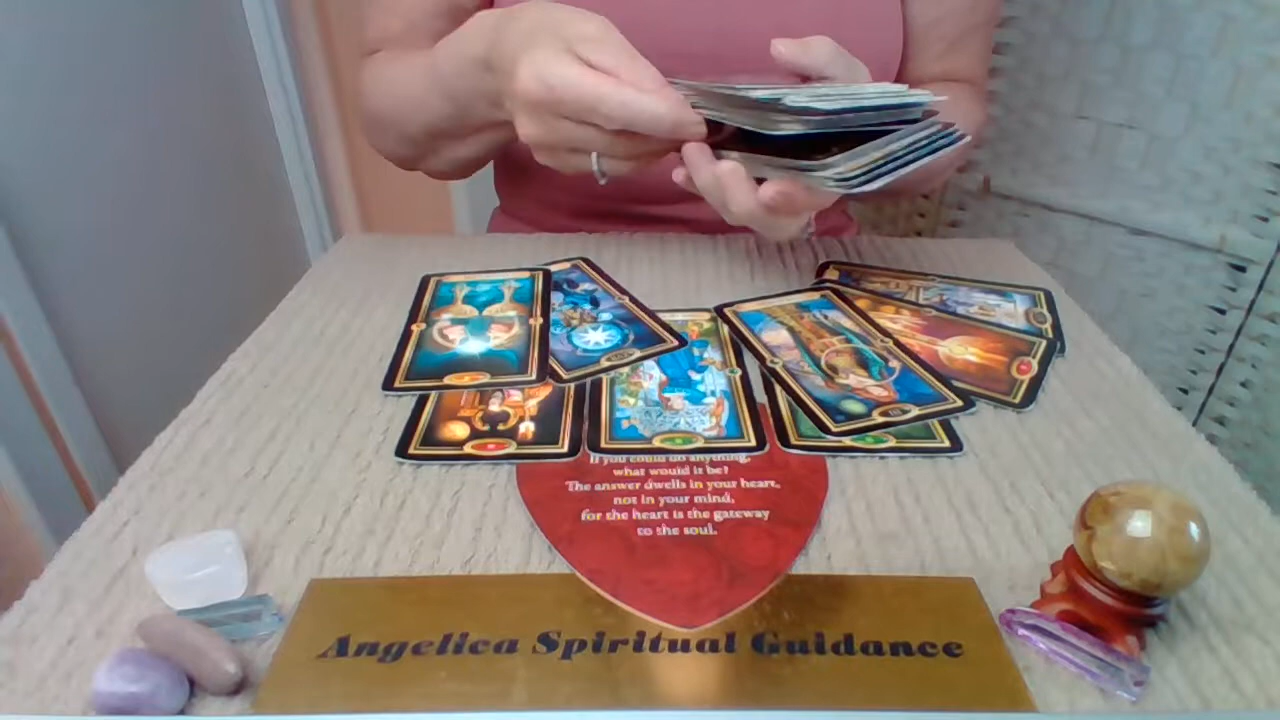 If you could do anything,
what would it be?
The answer dwells in your heart,
not in your mind,
for the heart is the gateway
to the soul.
Angelica Spiritual Guidance